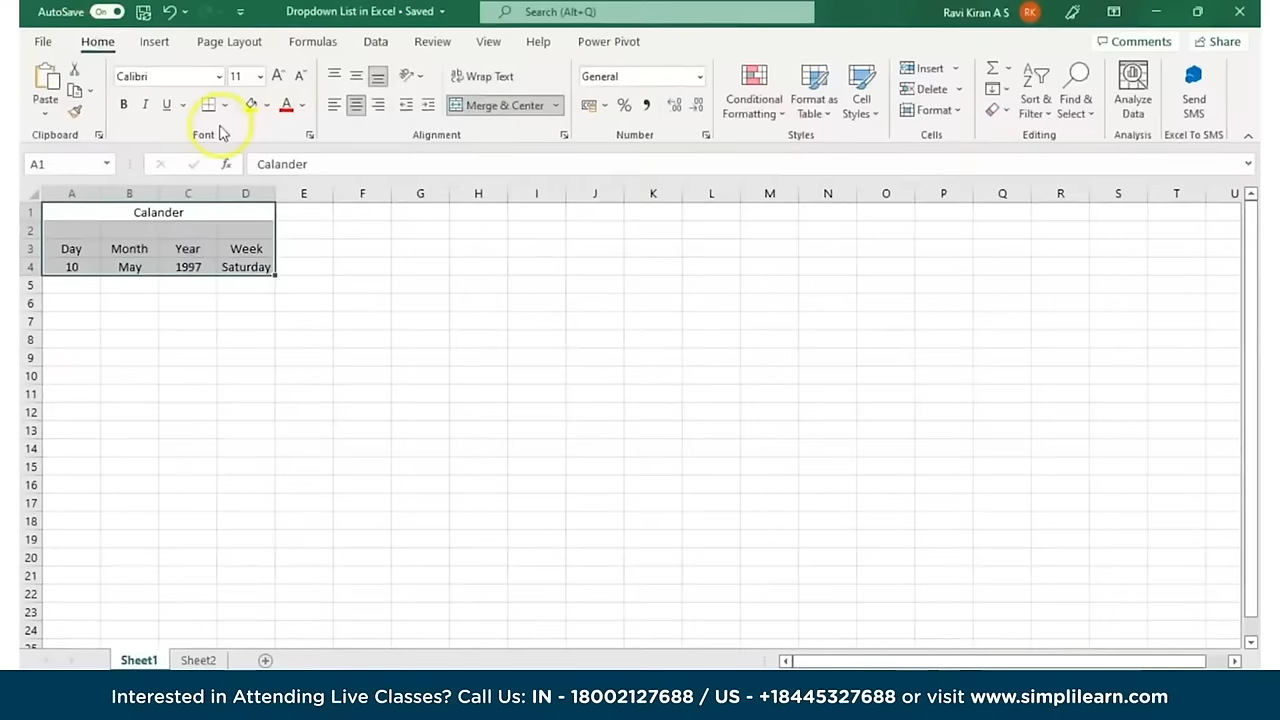 AutoSave On Dropdown List in Excel • Saved Search (Alt+Q) Ravi Kiran A S RK
File Home Insert Page Layout Formulas Data Review View Help Power Pivot Comments Share
Paste Calibri 11 A A Wrap Text General Conditional Formatting Format as Table Cell Styles Insert Delete Format Sort & Filter Find & Select Analyze Data Send SMS
B I U A Merge & Center % 9
Clipboard Font Alignment Number Styles Cells Editing Analysis Excel To SMS
A1 fx Calander
A B C D E F G H I J K L M N O P Q R S T U
1 Calander
2
3 Day Month Year Week
4 10 May 1997 Saturday
5
6
7
8
9
10
11
12
13
14
15
16
17
18
19
20
21
22
23
24
25
Sheet1 Sheet2
Interested in Attending Live Classes? Call Us: IN - 18002127688 / US - +18445327688 or visit www.simplilearn.com